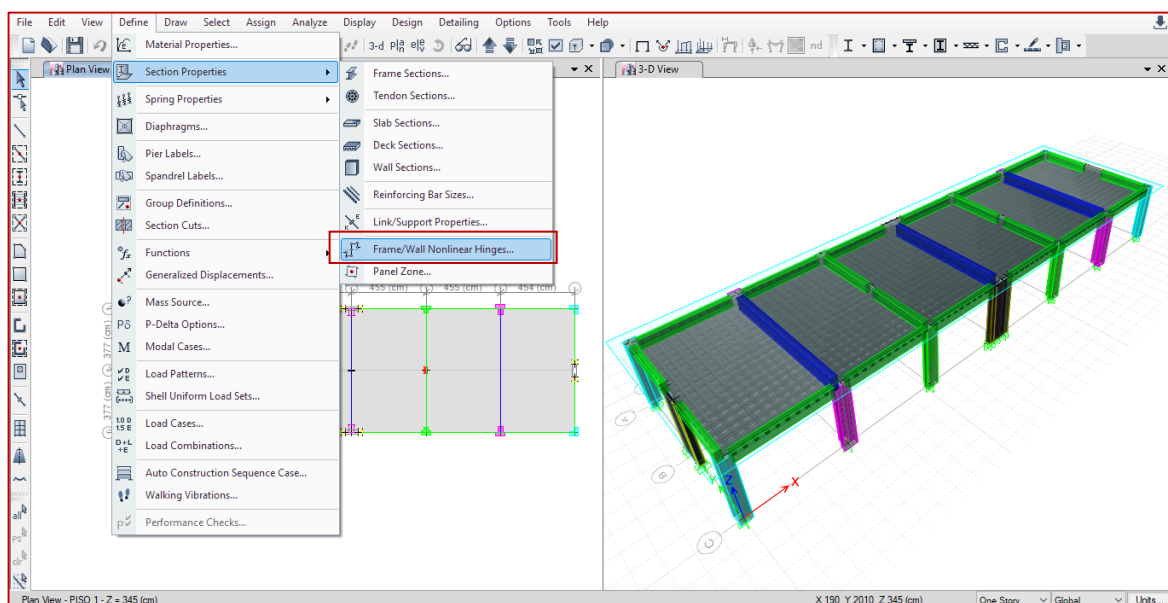 File Edit View Define Draw Select Assign Analyze Display Design Detailing Options Tools Help
3-d nd
Plan View
3-D View
Material Properties...
Section Properties
Spring Properties
Diaphragms...
Pier Labels...
Spandrel Labels...
Group Definitions...
Section Cuts...
Functions
Generalized Displacements...
Mass Source...
P-Delta Options...
Modal Cases...
Load Patterns...
Shell Uniform Load Sets...
Load Cases...
Load Combinations...
Auto Construction Sequence Case...
Walking Vibrations...
Performance Checks...
Frame Sections...
Tendon Sections...
Slab Sections...
Deck Sections...
Wall Sections...
Reinforcing Bar Sizes...
Link/Support Properties...
Frame/Wall Nonlinear Hinges...
Panel Zone...
455 (cm) 455 (cm) 454 (cm)
377 (cm)
377 (cm)
all
PS
clr
A
B
C
Z
X
Y
Plan View - PISO 1 - Z = 345 (cm)
X 190 Y 2010 Z 345 (cm)
One Story
Global
Units...